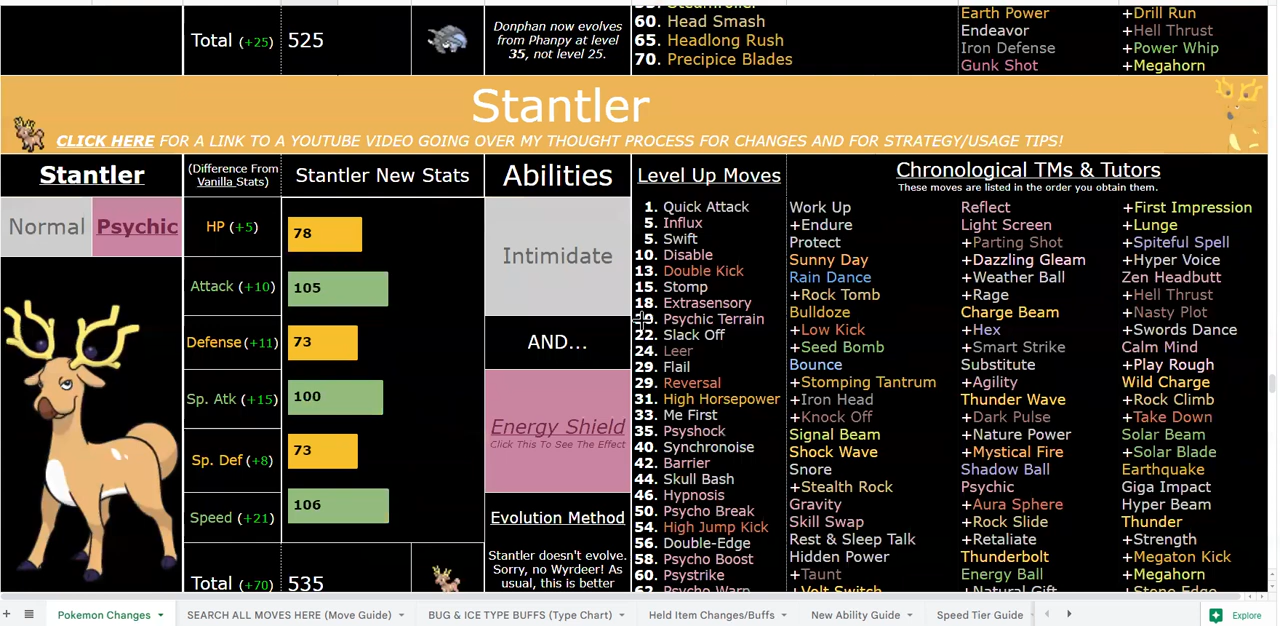 Total (+25)
525
Donphan now evolves
from Phanpy at level
35, not level 25.
60. Head Smash
65. Headlong Rush
70. Precipice Blades
Earth Power
Endeavor
Iron Defense
Gunk Shot
+Drill Run
+Hell Thrust
+Power Whip
+Megahorn
Stantler
CLICK HERE FOR A LINK TO A YOUTUBE VIDEO GOING OVER MY THOUGHT PROCESS FOR CHANGES AND FOR STRATEGY/USAGE TIPS!
Stantler
Normal
Psychic
(Difference From
Vanilla Stats)
Stantler New Stats
HP (+5)
78
Attack (+10)
105
Defense (+11)
73
Sp. Atk (+15)
100
Sp. Def (+8)
73
Speed (+21)
106
Total (+70)
535
Abilities
Intimidate
AND...
Energy Shield
Click This To See The Effect
Evolution Method
Stantler doesn't evolve.
Sorry, no Wyrdeer! As
usual, this is better
Level Up Moves
1. Quick Attack
5. Influx
5. Swift
10. Disable
13. Double Kick
15. Stomp
18. Extrasensory
9. Psychic Terrain
22. Slack Off
24. Leer
29. Flail
29. Reversal
31. High Horsepower
33. Me First
35. Psyshock
40. Synchronoise
42. Barrier
44. Skull Bash
46. Hypnosis
50. Psycho Break
54. High Jump Kick
56. Double-Edge
58. Psycho Boost
60. Psystrike
62. Psycho Warp
Chronological TMs & Tutors
These moves are listed in the order you obtain them.
Work Up
+Endure
Protect
Sunny Day
Rain Dance
+Rock Tomb
Bulldoze
+Low Kick
+Seed Bomb
Bounce
+Stomping Tantrum
+Iron Head
+Knock Off
Signal Beam
Shock Wave
Snore
+Stealth Rock
Gravity
Skill Swap
Rest & Sleep Talk
Hidden Power
+Taunt
Volt Switch
Reflect
Light Screen
+Parting Shot
+Dazzling Gleam
+Weather Ball
+Rage
Charge Beam
+Hex
+Smart Strike
Substitute
+Agility
Thunder Wave
+Dark Pulse
+Nature Power
+Mystical Fire
Shadow Ball
Psychic
+Aura Sphere
+Rock Slide
+Retaliate
Thunderbolt
Energy Ball
+Natural Gift
+First Impression
+Lunge
+Spiteful Spell
+Hyper Voice
Zen Headbutt
+Hell Thrust
+Nasty Plot
+Swords Dance
Calm Mind
+Play Rough
Wild Charge
+Rock Climb
+Take Down
Solar Beam
+Solar Blade
Earthquake
Giga Impact
Hyper Beam
Thunder
+Strength
+Megaton Kick
+Megahorn
+Stone Edge
+
Pokemon Changes
SEARCH ALL MOVES HERE (Move Guide)
BUG & ICE TYPE BUFFS (Type Chart)
Held Item Changes/Buffs
New Ability Guide
Speed Tier Guide
Explore